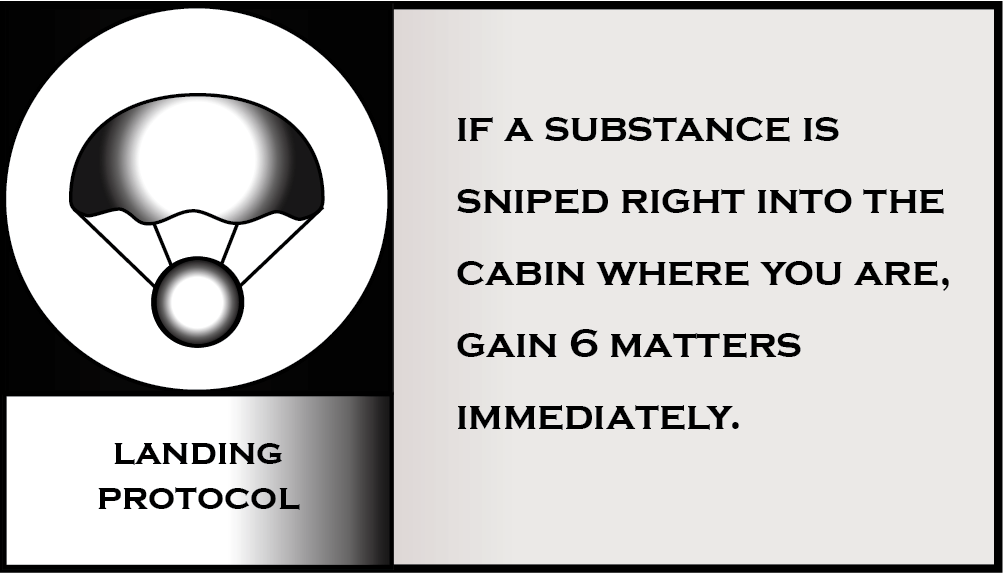 LANDING
PROTOCOL
IF A SUBSTANCE IS
SNIPED RIGHT INTO THE
CABIN WHERE YOU ARE,
GAIN 6 MATTERS
IMMEDIATELY.